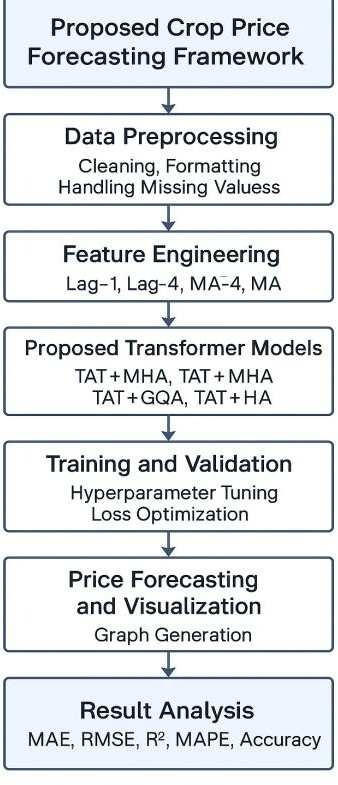 Proposed Crop Price
Forecasting Framework
Data Preprocessing
Cleaning, Formatting
Handling Missing Valuess
Feature Engineering
Lag-1, Lag-4, MA-4, MA
Proposed Transformer Models
TAT+MHA, TAT+MHA
TAT+GQA, TAT+HA
Training and Validation
Hyperparameter Tuning
Loss Optimization
Price Forecasting
and Visualization
Graph Generation
Result Analysis
MAE, RMSE, R², MAPE, Accuracy